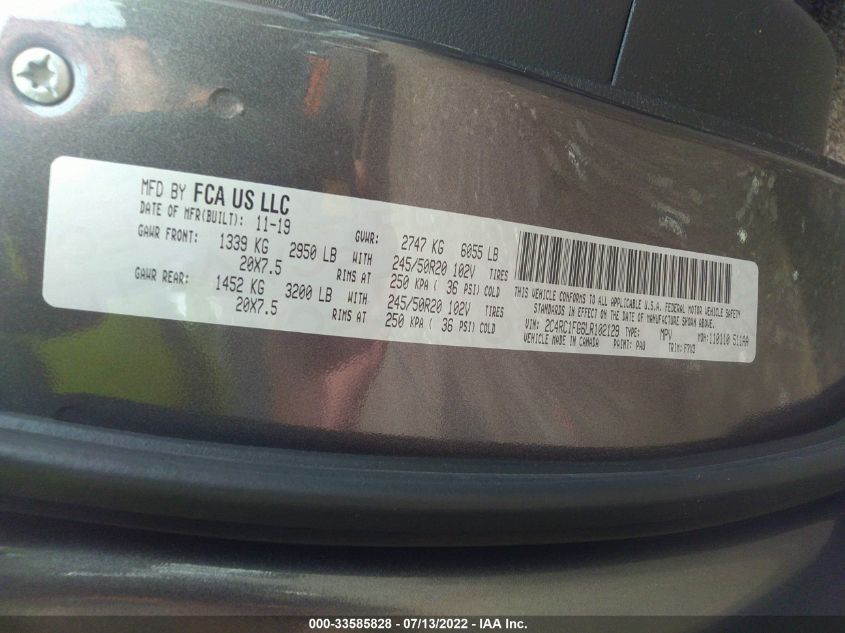 MFD BY FCA US LLC
DATE OF MFR(BUILT): 11-19 GVWR: 2747 KG 6055 LB
GAWR FRONT: 1339 KG 2950 LB WITH 245/50R20 102V TIRES
20X7.5 RIMS AT 250 KPA ( 36 PSI) COLD
GAWR REAR: 1452 KG 3200 LB WITH 245/50R20 102V TIRES
20X7.5 RIMS AT 250 KPA ( 36 PSI) COLD
THIS VEHICLE CONFORMS TO ALL APPLICABLE U.S.A. FEDERAL MOTOR VEHICLE SAFETY
STANDARDS IN EFFECT ON THE DATE OF MANUFACTURE SHOWN ABOVE.
VIN: 2C4RC1FG6LR102129 TYPE: MPV MDH:110110 511AA
VEHICLE MADE IN CANADA PAINT: PAU TRIM:
000-33585828 - 07/13/2022 - IAA Inc.